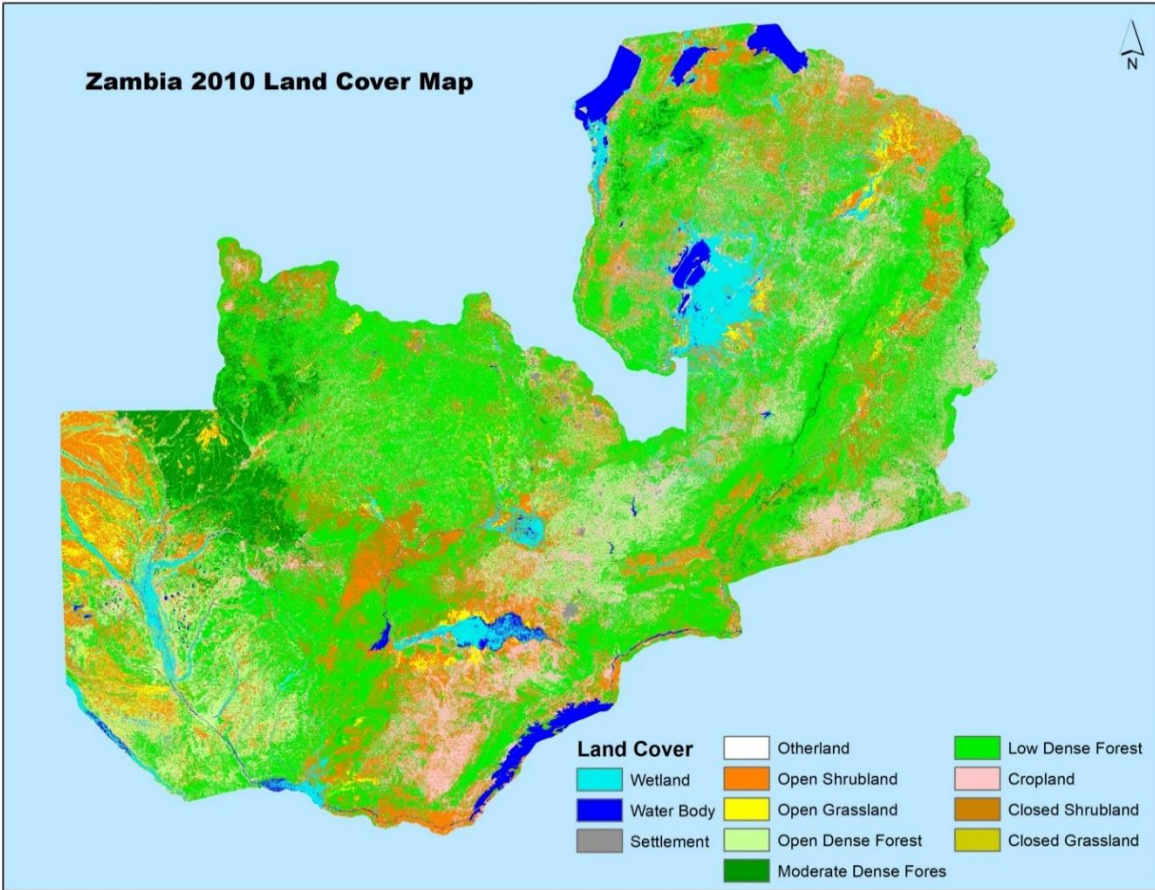 Zambia 2010 Land Cover Map
N
Land Cover
Wetland
Water Body
Settlement
Otherland
Open Shrubland
Open Grassland
Open Dense Forest
Moderate Dense Fores
Low Dense Forest
Cropland
Closed Shrubland
Closed Grassland